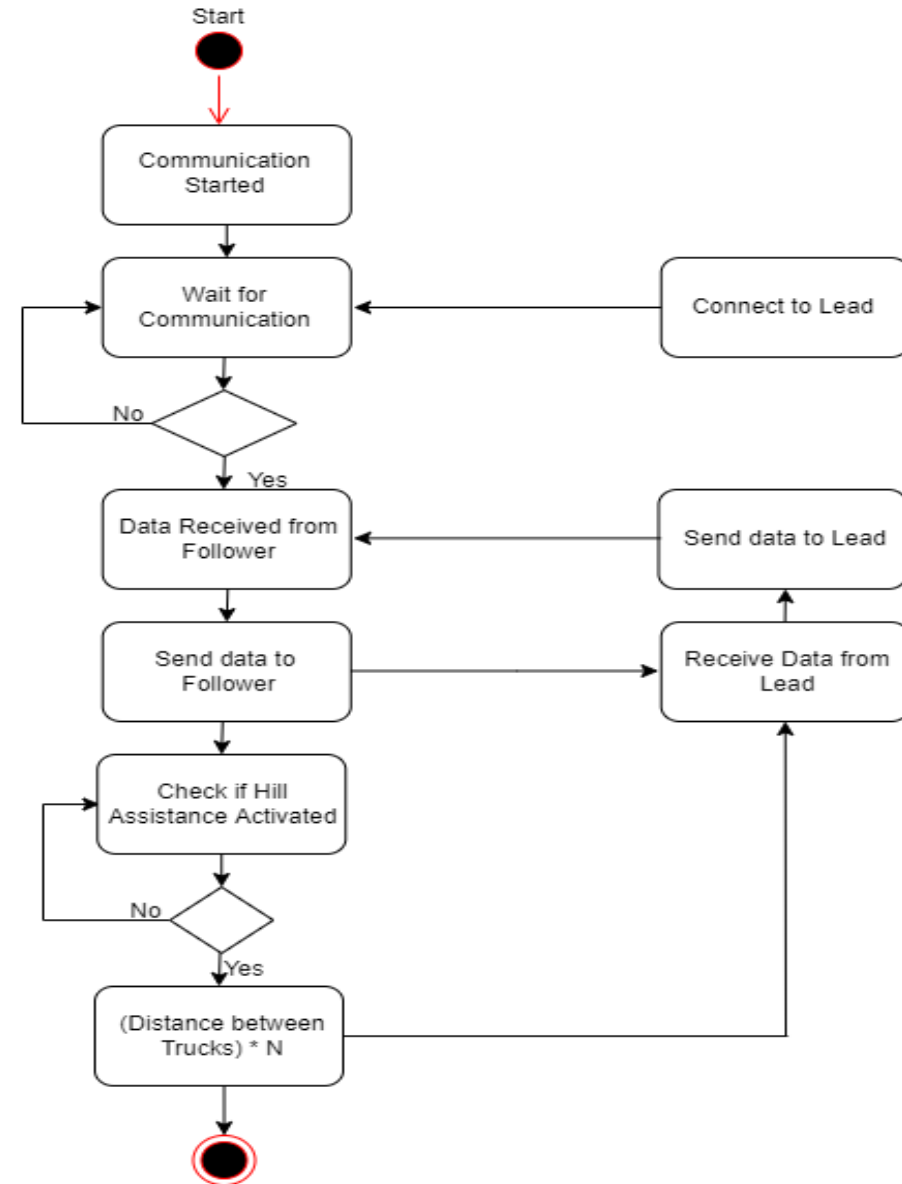 Start
Communication
Started
Wait for
Communication
Connect to Lead
No
Yes
Data Received from
Follower
Send data to Lead
Send data to
Follower
Receive Data from
Lead
Check if Hill
Assistance Activated
No
Yes
(Distance between
Trucks) * N